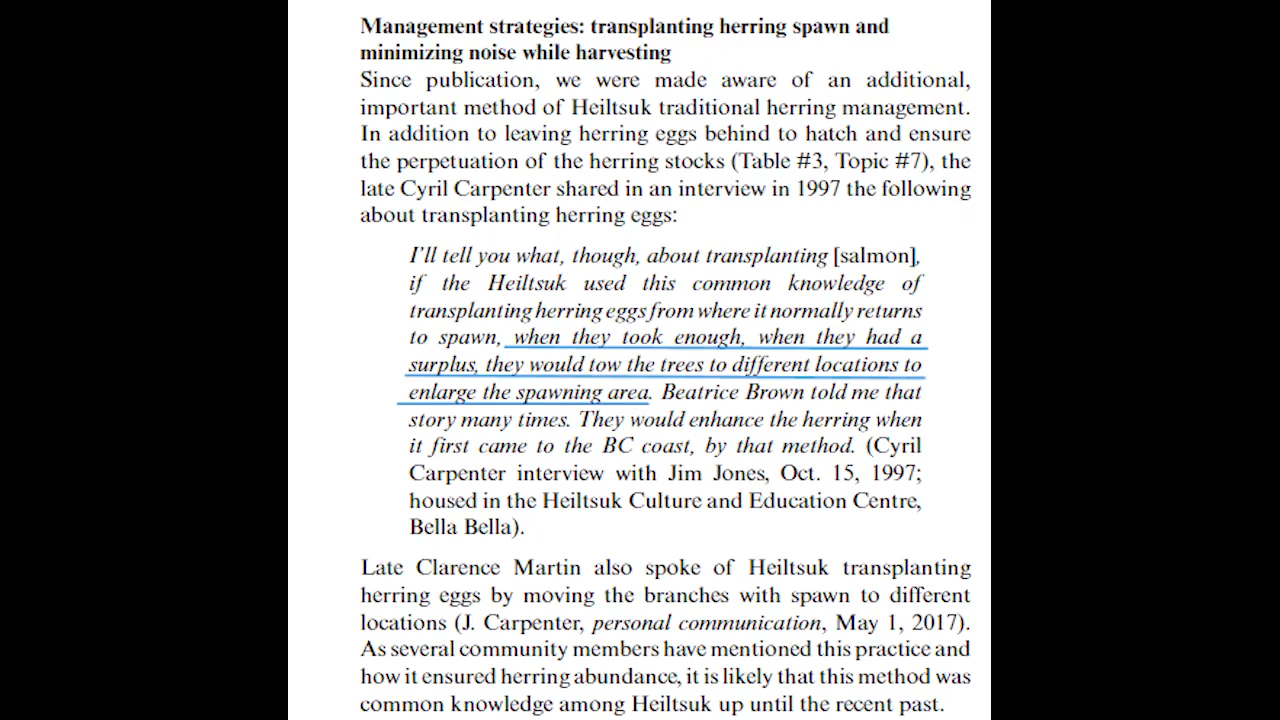 Management strategies: transplanting herring spawn and
minimizing noise while harvesting
Since publication, we were made aware of an additional,
important method of Heiltsuk traditional herring management.
In addition to leaving herring eggs behind to hatch and ensure
the perpetuation of the herring stocks (Table #3, Topic #7), the
late Cyril Carpenter shared in an interview in 1997 the following
about transplanting herring eggs:
I'll tell you what, though, about transplanting [salmon],
if the Heiltsuk used this common knowledge of
transplanting herring eggs from where it normally returns
to spawn, when they took enough, when they had a
surplus, they would tow the trees to different locations to
enlarge the spawning area. Beatrice Brown told me that
story many times. They would enhance the herring when
it first came to the BC coast, by that method. (Cyril
Carpenter interview with Jim Jones, Oct. 15, 1997;
housed in the Heiltsuk Culture and Education Centre,
Bella Bella).
Late Clarence Martin also spoke of Heiltsuk transplanting
herring eggs by moving the branches with spawn to different
locations (J. Carpenter, personal communication, May 1, 2017).
As several community members have mentioned this practice and
how it ensured herring abundance, it is likely that this method was
common knowledge among Heiltsuk up until the recent past.